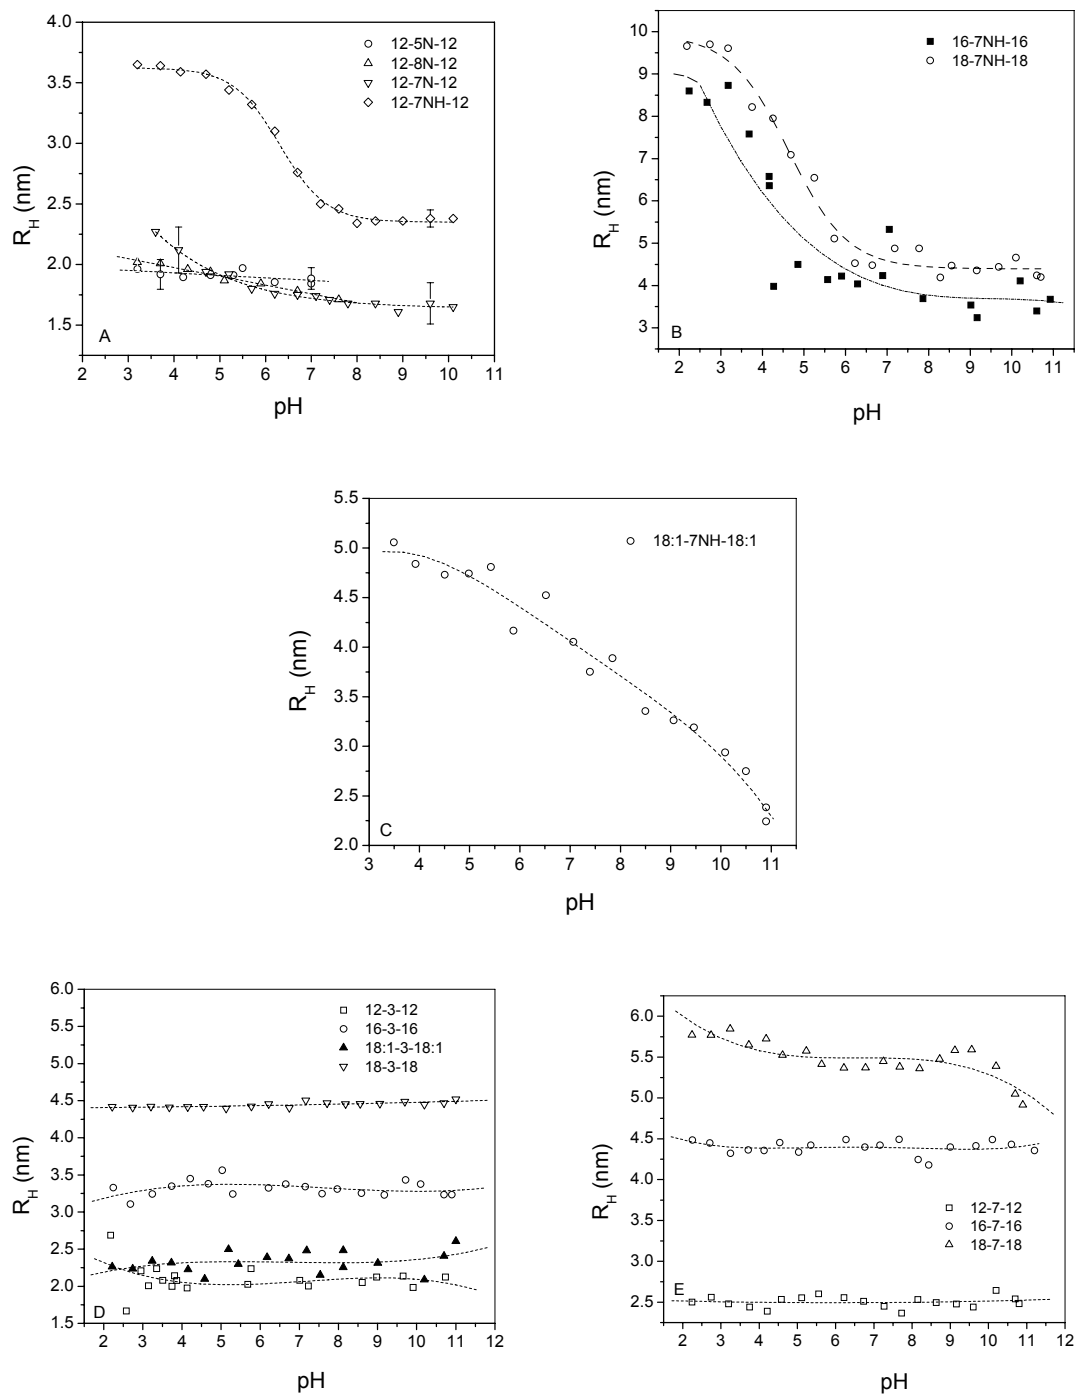 4.0
3.5
3.0
2.5
2.0
1.5
R_H (nm)
12-5N-12
12-8N-12
12-7N-12
12-7NH-12
A
2 3 4 5 6 7 8 9 10 11
pH
10
9
8
7
6
5
4
3
R_H (nm)
16-7NH-16
18-7NH-18
B
2 3 4 5 6 7 8 9 10 11
pH
5.5
5.0
4.5
4.0
3.5
3.0
2.5
2.0
R_H (nm)
18:1-7NH-18:1
C
3 4 5 6 7 8 9 10 11
pH
6.0
5.5
5.0
4.5
4.0
3.5
3.0
2.5
2.0
1.5
R_H (nm)
12-3-12
16-3-16
18:1-3-18:1
18-3-18
D
2 3 4 5 6 7 8 9 10 11 12
pH
6.0
5.5
5.0
4.5
4.0
3.5
3.0
2.5
R_H (nm)
12-7-12
16-7-16
18-7-18
E
2 3 4 5 6 7 8 9 10 11 12
pH